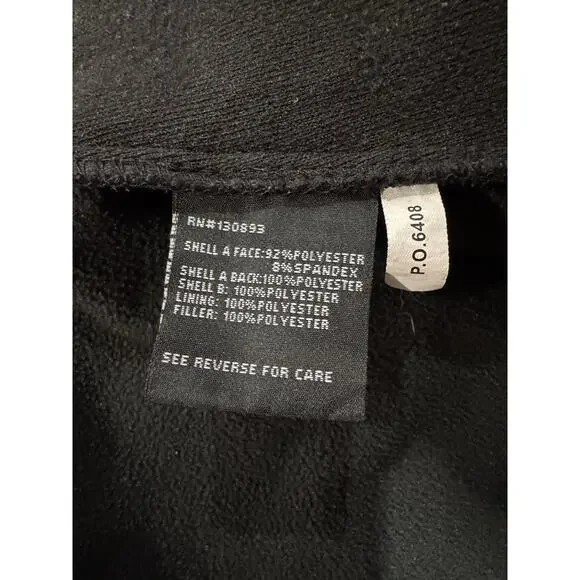 RN#130893
SHELL A FACE:92%POLYESTER
8%SPANDEX
SHELL A BACK:100%POLYESTER
SHELL B: 100%POLYESTER
LINING: 100%POLYESTER
FILLER: 100%POLYESTER
SEE REVERSE FOR CARE
P.O.6408